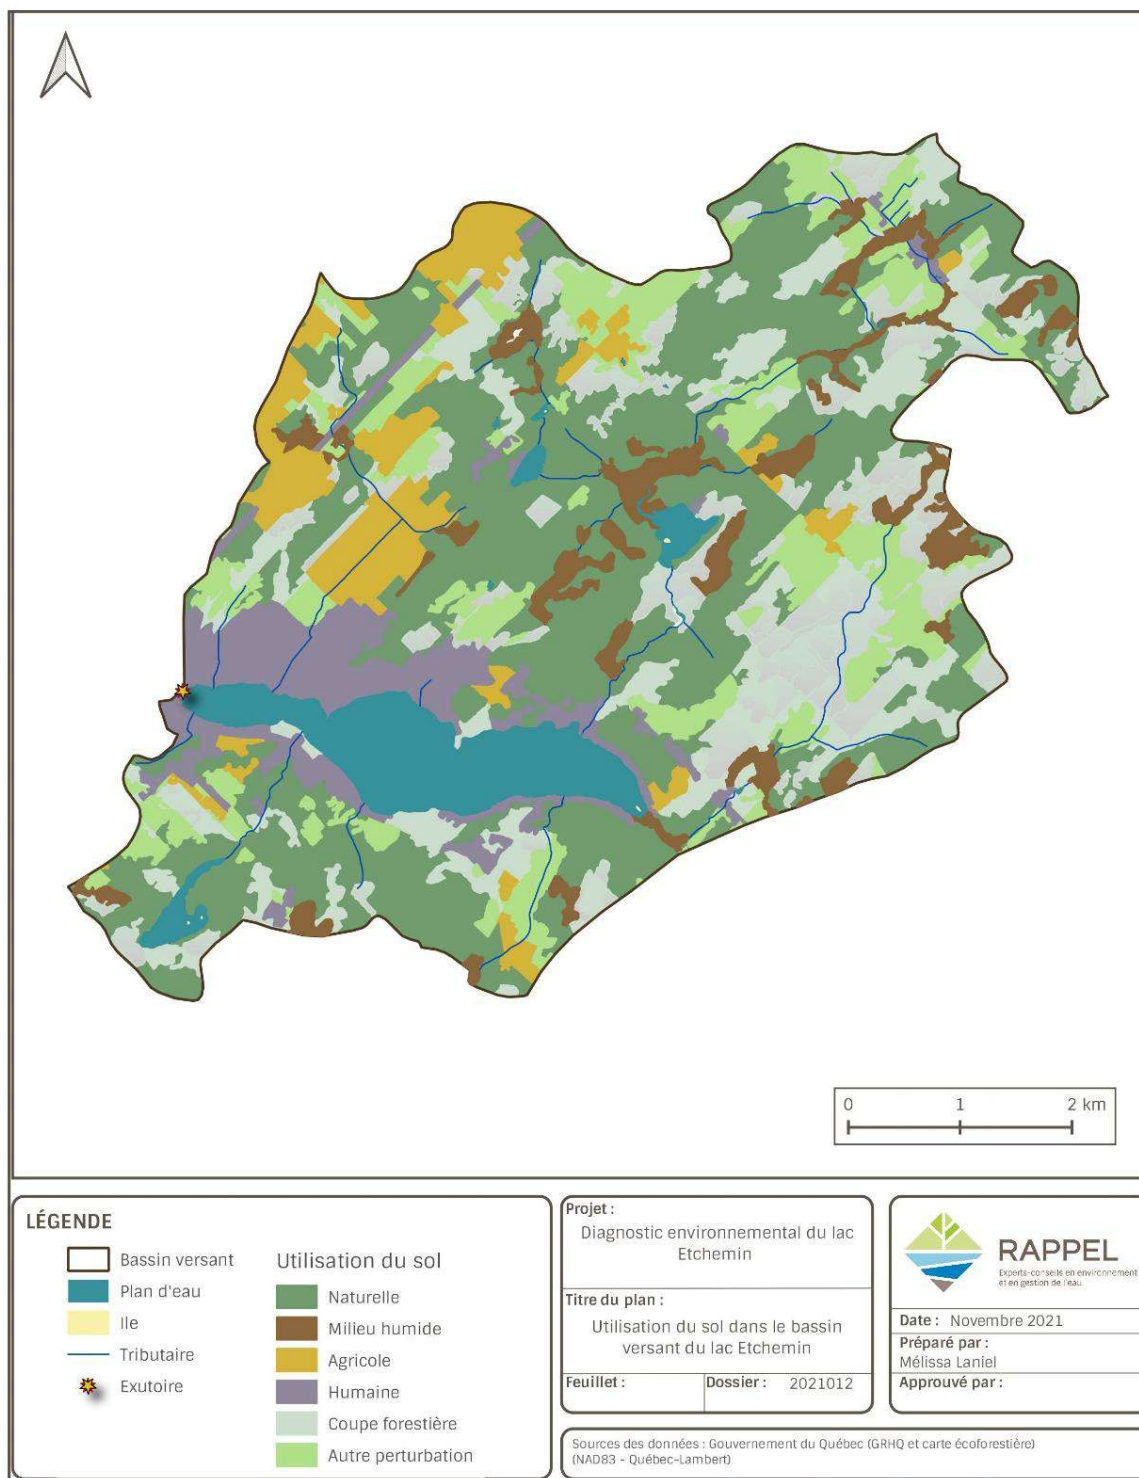 0 1 2 km
LÉGENDE
Bassin versant
Plan d'eau
Ile
Tributaire
Exutoire
Utilisation du sol
Naturelle
Milieu humide
Agricole
Humaine
Coupe forestière
Autre perturbation
Projet :
Diagnostic environnemental du lac
Etchemin
Titre du plan :
Utilisation du sol dans le bassin
versant du lac Etchemin
Feuillet :
Dossier : 2021012
RAPPEL
Experts-conseils en environnement
et en gestion de l'eau
Date : Novembre 2021
Préparé par :
Mélissa Laniel
Approuvé par :
Sources des données : Gouvernement du Québec (GRHQ et carte écoforestière)
(NAD83 - Québec-Lambert)